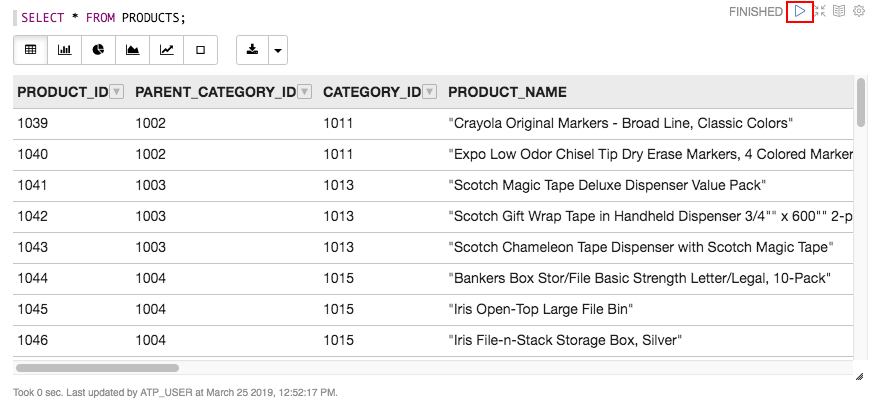 SELECT * FROM PRODUCTS;
FINISHED
PRODUCT_ID PARENT_CATEGORY_ID CATEGORY_ID PRODUCT_NAME
1039 1002 1011 "Crayola Original Markers - Broad Line, Classic Colors"
1040 1002 1011 "Expo Low Odor Chisel Tip Dry Erase Markers, 4 Colored Marker
1041 1003 1013 "Scotch Magic Tape Deluxe Dispenser Value Pack"
1042 1003 1013 "Scotch Gift Wrap Tape in Handheld Dispenser 3/4"" x 600"" 2-p
1043 1003 1013 "Scotch Chameleon Tape Dispenser with Scotch Magic Tape"
1044 1004 1015 "Bankers Box Stor/File Basic Strength Letter/Legal, 10-Pack"
1045 1004 1015 "Iris Open-Top Large File Bin"
1046 1004 1015 "Iris File-n-Stack Storage Box, Silver"
Took 0 sec. Last updated by ATP_USER at March 25 2019, 12:52:17 PM.